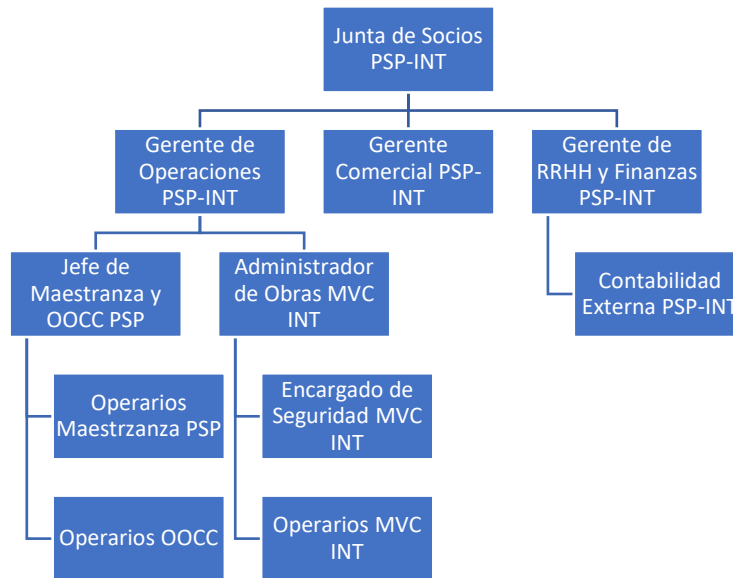 Junta de Socios
PSP-INT
Gerente de
Operaciones
PSP-INT
Gerente
Comercial PSP-
INT
Gerente de
RRHH y Finanzas
PSP-INT
Jefe de
Maestranza y
OOCC PSP
Administrador
de Obras MVC
INT
Contabilidad
Externa PSP-INT
Operarios
Maestrzanza PSP
Encargado de
Seguridad MVC
INT
Operarios OOCC
Operarios MVC
INT